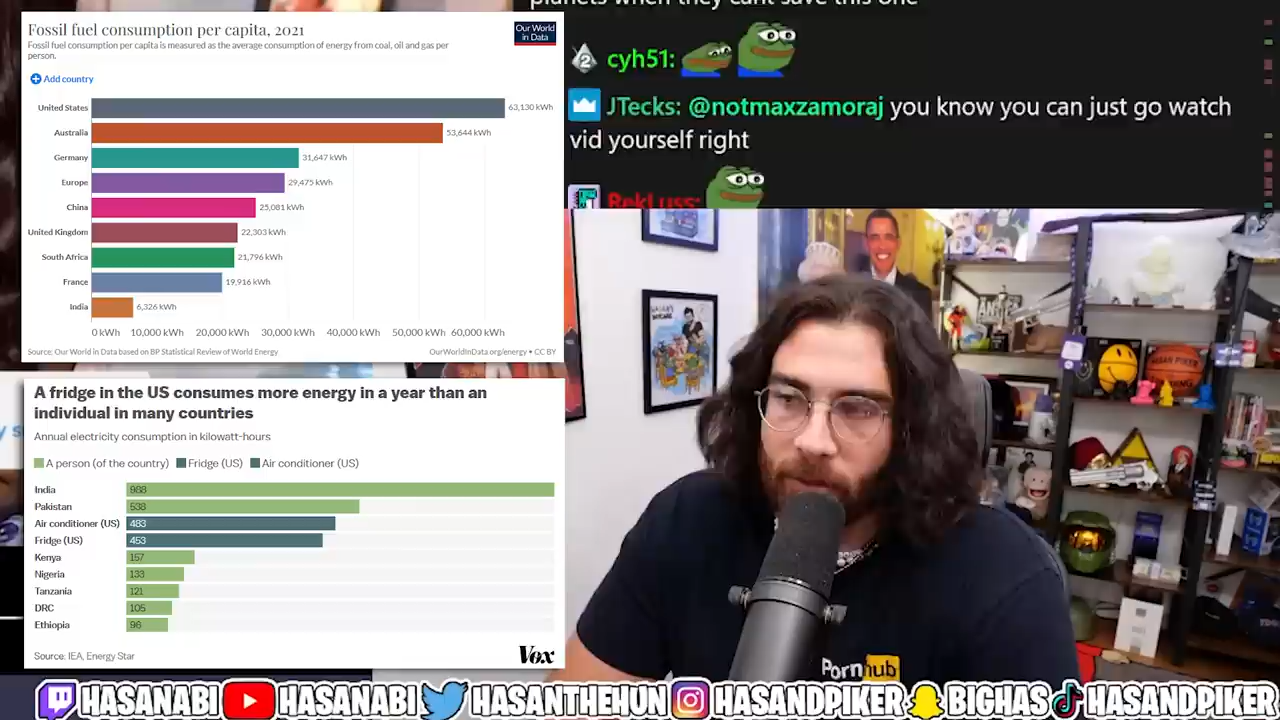 Fossil fuel consumption per capita, 2021
Fossil fuel consumption per capita is measured as the average consumption of energy from coal, oil and gas per
person.
Our World
in Data
Add country
United States 63,130 kWh
Australia 53,644 kWh
Germany 31,647 kWh
Europe 29,475 kWh
China 25,081 kWh
United Kingdom 22,303 kWh
South Africa 21,796 kWh
France 19,916 kWh
India 6,326 kWh
0 kWh 10,000 kWh 20,000 kWh 30,000 kWh 40,000 kWh 50,000 kWh 60,000 kWh
Source: Our World in Data based on BP Statistical Review of World Energy OurWorldInData.org/energy • CC BY
A fridge in the US consumes more energy in a year than an
individual in many countries
Annual electricity consumption in kilowatt-hours
A person (of the country) Fridge (US) Air conditioner (US)
India 988
Pakistan 538
Air conditioner (US) 483
Fridge (US) 453
Kenya 157
Nigeria 133
Tanzania 121
DRC 105
Ethiopia 96
Source: IEA, Energy Star
Vox
planets when they cant save this one
2 cyh51:
JTecks: @notmaxzamoraj you know you can just go watch
vid yourself right
RekLuss:
HASAN PIKER
Pornhub
HASANABI HASANABI HASANTHEHUN HASANDPIKER BIGHAS HASANDPIKER